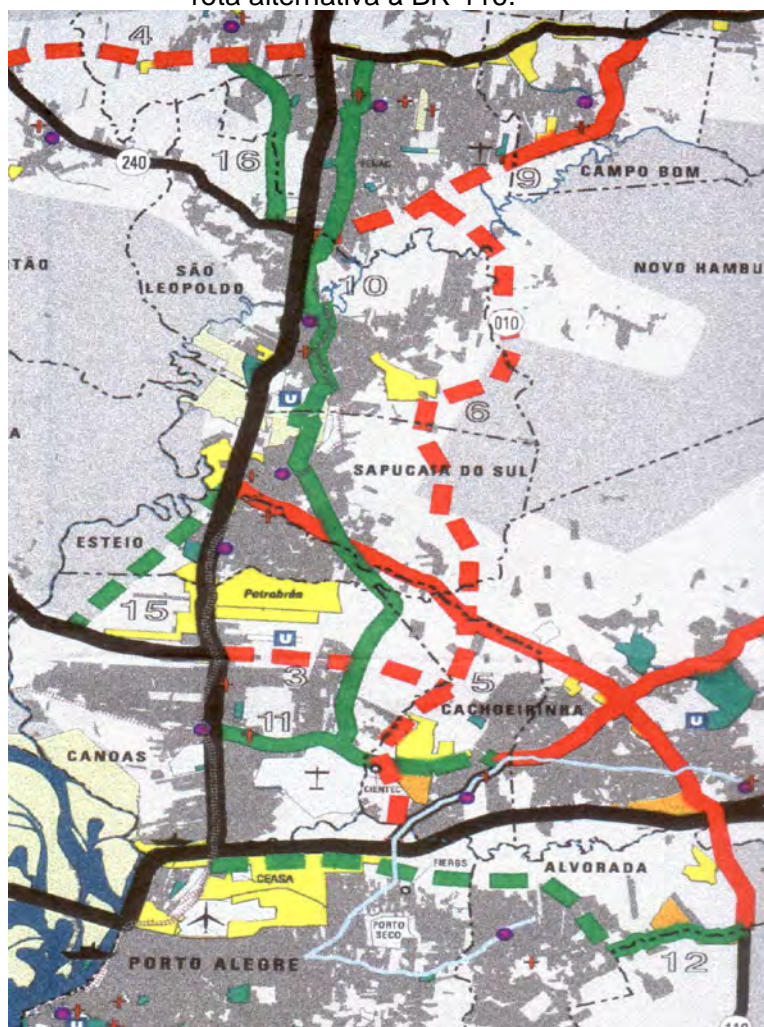 rota alternativa à BR-116.
4
240
16
9
CAMPO BOM
SÃO
LEOPOLDO
NOVO HAMBU
TÃO
10
010
A
U
6
SAPUCAIA DO SUL
ESTEIO
15
Petrobrás
U
3
5
CACHOEIRINHA
U
11
CANOAS
CIENTEC
FIERGS
ALVORADA
CEASA
PORTO
SECO
PORTO ALEGRE
12
U